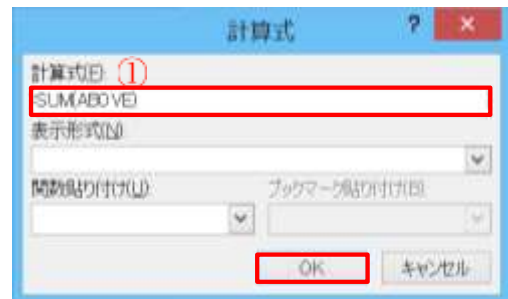 計算式 ? ×
計算式(F) ①
=SUM(ABOVE)
表示形式(N)
関数貼り付け(U) ブックマーク貼り付け(B)
OK キャンセル